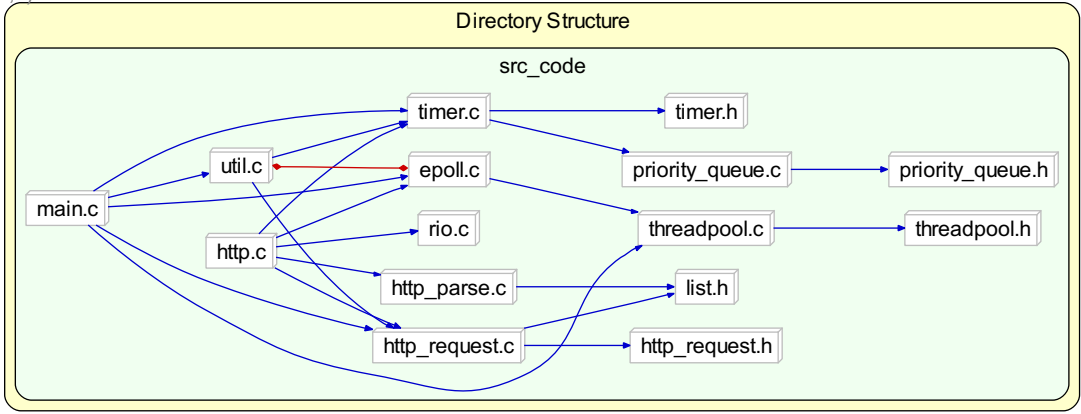 Directory Structure
src_code
timer.c
timer.h
util.c
epoll.c
priority_queue.c
priority_queue.h
main.c
rio.c
threadpool.c
threadpool.h
http.c
http_parse.c
list.h
http_request.c
http_request.h